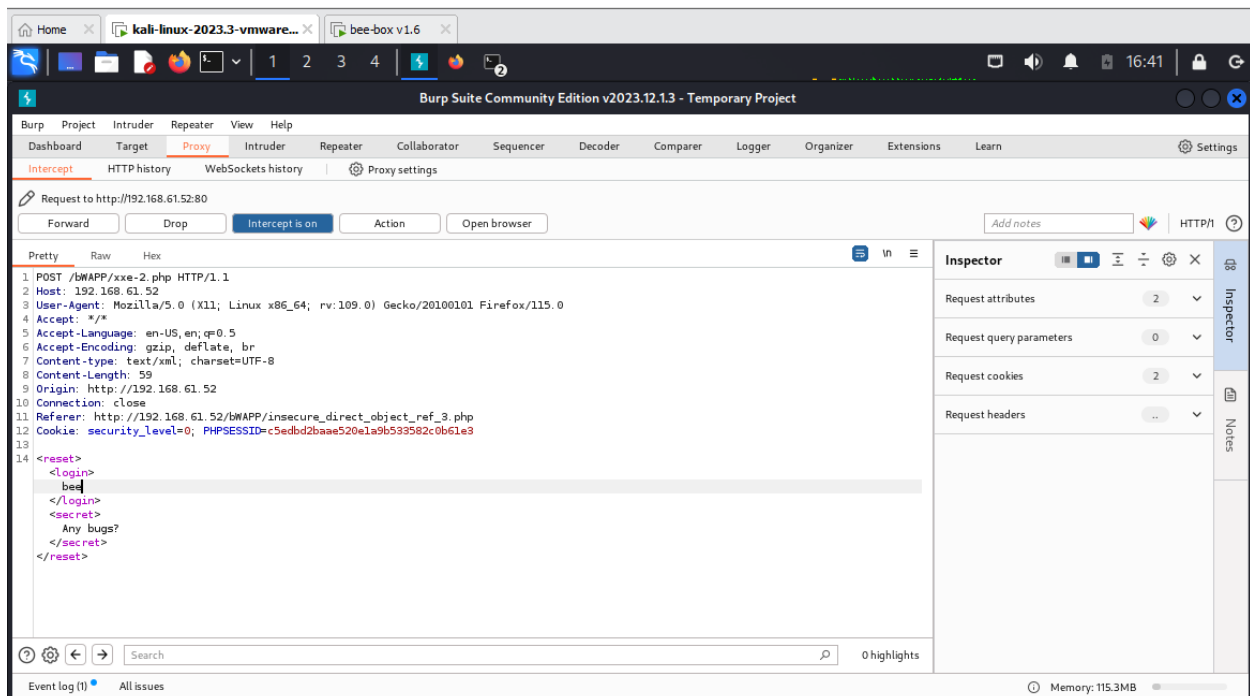 Home
kali-linux-2023.3-vmware...
bee-box v1.6
1 2 3 4
2
16:41
Burp Suite Community Edition v2023.12.1.3 - Temporary Project
Burp Project Intruder Repeater View Help
Dashboard Target Proxy Intruder Repeater Collaborator Sequencer Decoder Comparer Logger Organizer Extensions Learn Settings
Intercept HTTP history WebSockets history Proxy settings
Request to http://192.168.61.52:80
Forward Drop Intercept is on Action Open browser Add notes HTTP/1 ?
Pretty Raw Hex \n
1 POST /bWAPP/xxe-2.php HTTP/1.1
2 Host: 192.168.61.52
3 User-Agent: Mozilla/5.0 (X11; Linux x86_64; rv:109.0) Gecko/20100101 Firefox/115.0
4 Accept: */*
5 Accept-Language: en-US,en;q=0.5
6 Accept-Encoding: gzip, deflate, br
7 Content-type: text/xml; charset=UTF-8
8 Content-Length: 59
9 Origin: http://192.168.61.52
10 Connection: close
11 Referer: http://192.168.61.52/bWAPP/insecure_direct_object_ref_3.php
12 Cookie: security_level=0; PHPSESSID=c5edbd2baae520e1a9b533582c0b61e3
13
14 <reset>
<login>
bee
</login>
<secret>
Any bugs?
</secret>
</reset>
Inspector
Request attributes 2
Request query parameters 0
Request cookies 2
Request headers ..
Inspector
Notes
? Search 0 highlights
Event log (1) All issues Memory: 115.3MB